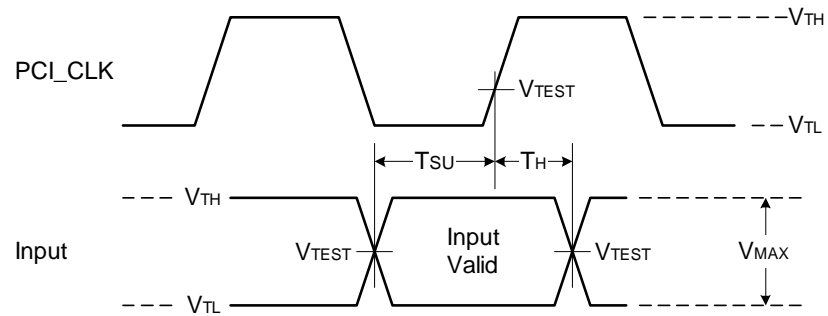 VTH
PCI_CLK
VTEST
VTL
TSU
TH
VTH
Input
VTEST
Input
Valid
VTEST
VMAX
VTL